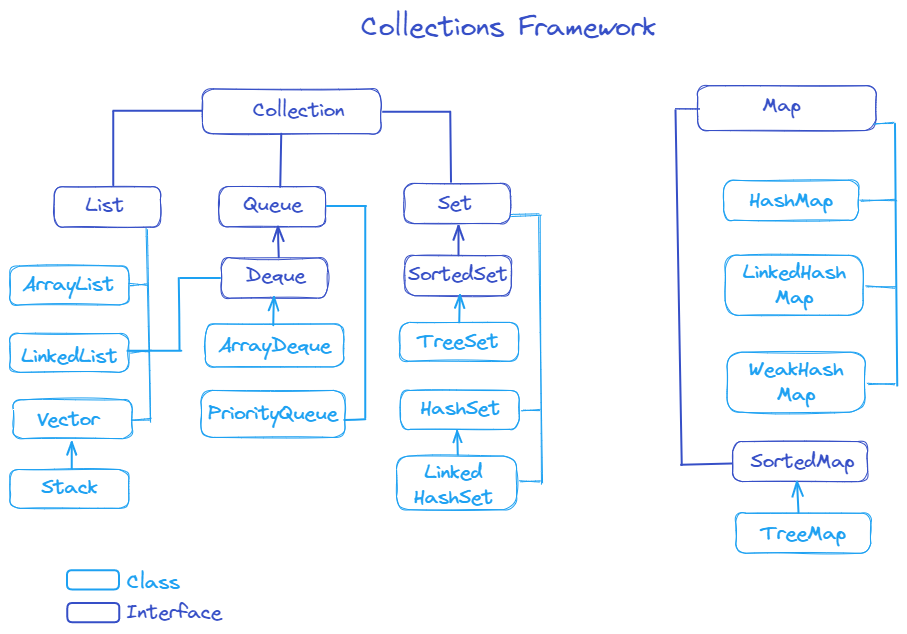 Collections Framework
Collection
Map
List
Queue
Set
HashMap
Deque
SortedSet
ArrayList
LinkedHash
Map
LinkedList
ArrayDeque
TreeSet
WeakHash
Map
Vector
PriorityQueue
HashSet
SortedMap
Stack
Linked
HashSet
TreeMap
Class
Interface